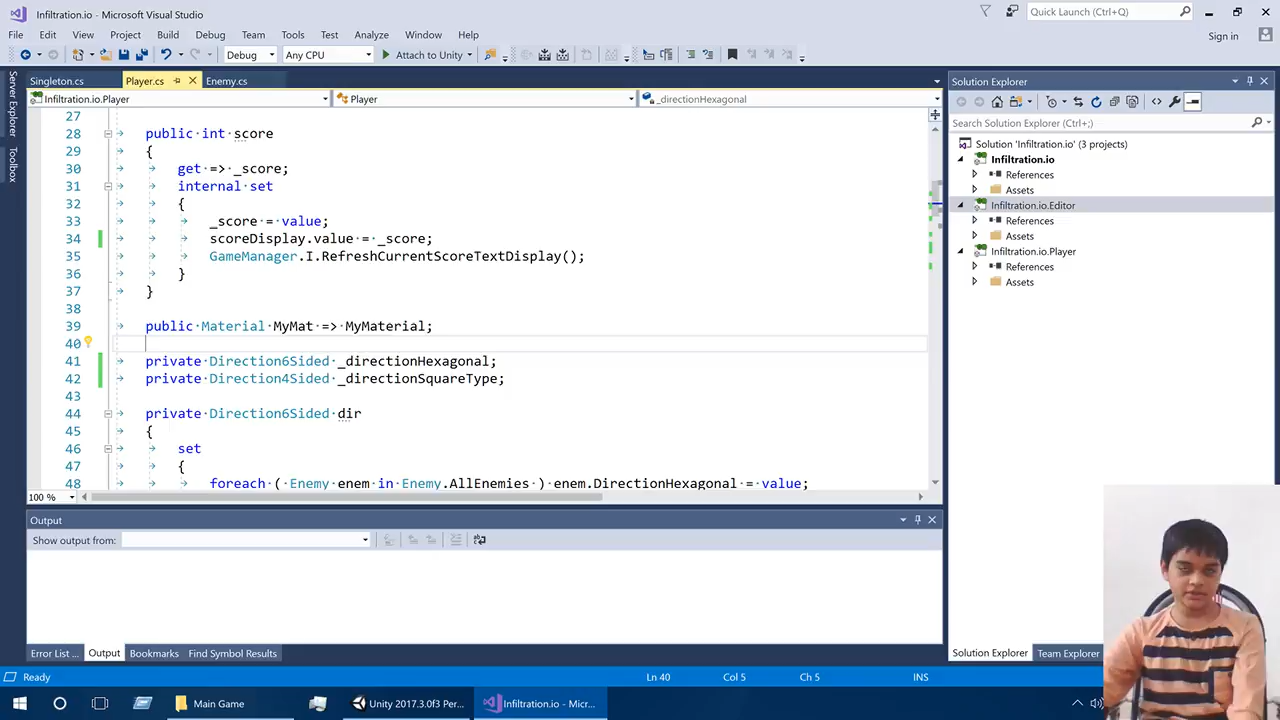 Infiltration.io - Microsoft Visual Studio
Quick Launch (Ctrl+Q)
File Edit View Project Build Debug Team Tools Test Analyze Window Help
Sign in
Debug Any CPU Attach to Unity
Server Explorer
Toolbox
Singleton.cs Player.cs Enemy.cs
Infiltration.io.Player Player _directionHexagonal
27
28 public int score
29 {
30 get => _score;
31 internal set
32 {
33 _score = value;
34 scoreDisplay.value = _score;
35 GameManager.I.RefreshCurrentScoreTextDisplay();
36 }
37 }
38
39 public Material MyMat => MyMaterial;
40
41 private Direction6Sided _directionHexagonal;
42 private Direction4Sided _directionSquareType;
43
44 private Direction6Sided dir
45 {
46 set
47 {
48 foreach ( Enemy enem in Enemy.AllEnemies ) enem.DirectionHexagonal = value;
100 %
Output
Show output from:
Error List ... Output Bookmarks Find Symbol Results
Solution Explorer
Search Solution Explorer (Ctrl+;)
Solution 'Infiltration.io' (3 projects)
Infiltration.io
References
Assets
Infiltration.io.Editor
References
Assets
Infiltration.io.Player
References
Assets
Solution Explorer Team Explorer
Ready Ln 40 Col 5 Ch 5 INS
Main Game Unity 2017.3.0f3 Per... Infiltration.io - Micr...